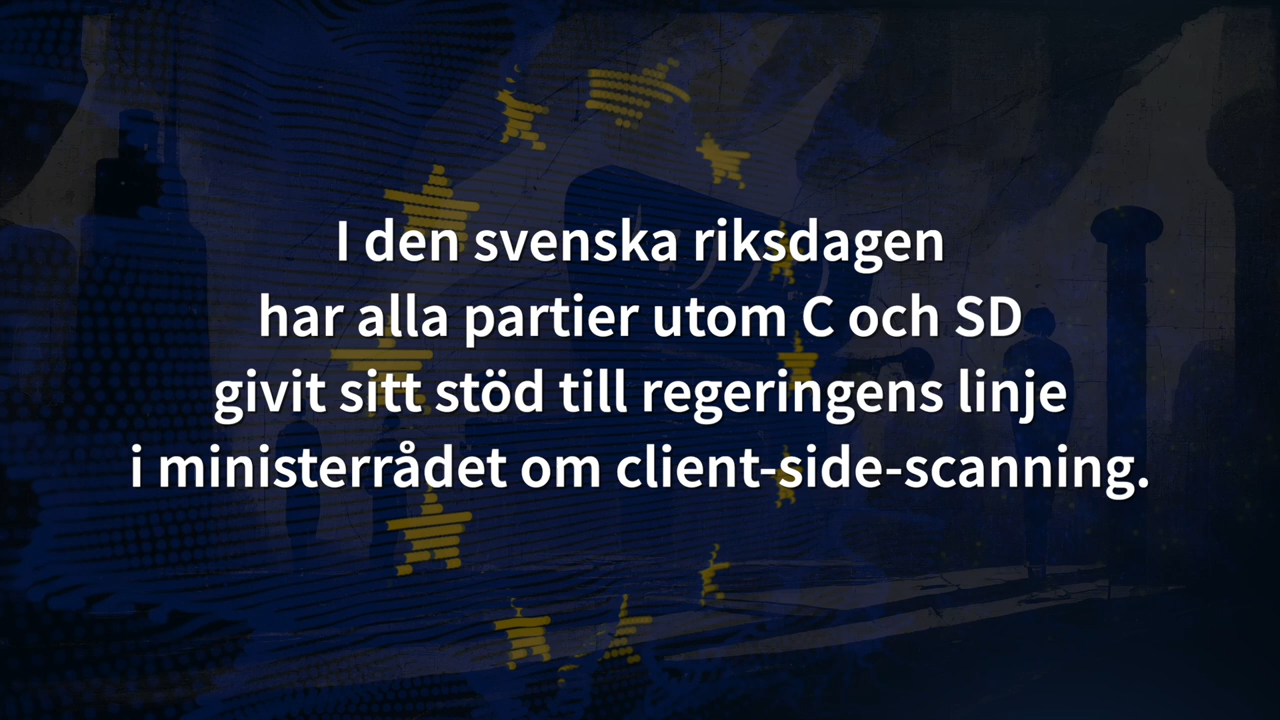 I den svenska riksdagen
har alla partier utom C och SD
givit sitt stöd till regeringens linje
i ministerrådet om client-side-scanning.